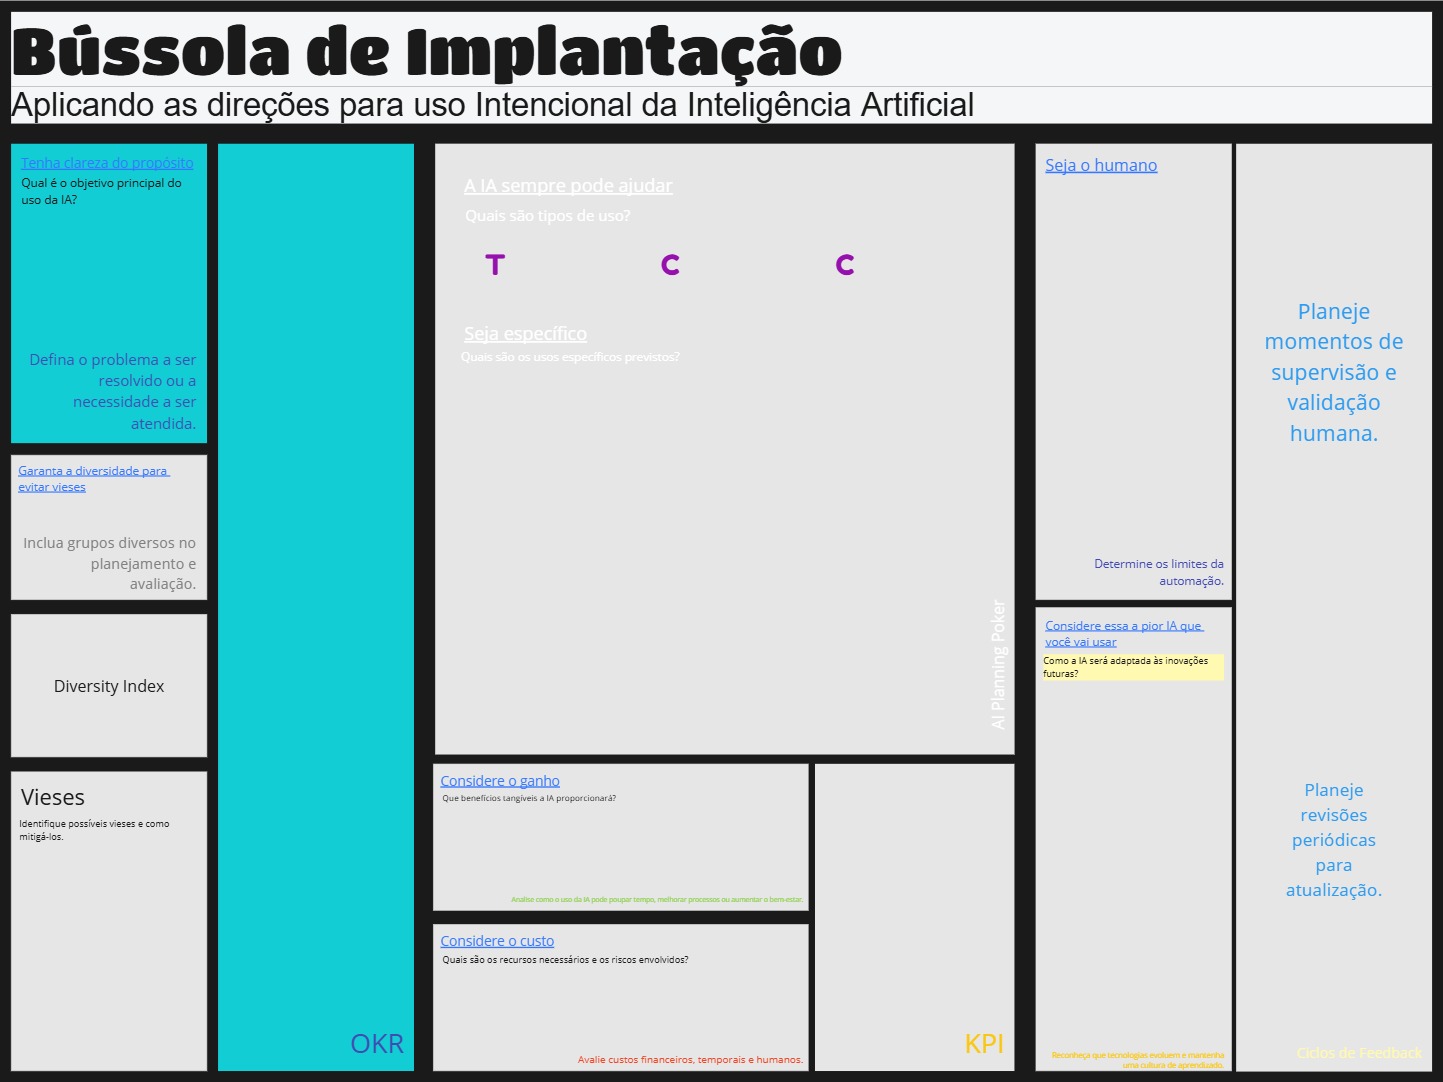 Bússola de Implantação
Aplicando as direções para uso Intencional da Inteligência Artificial
Tenha clareza do propósito
Qual é o objetivo principal do
uso da IA?
Defina o problema a ser
resolvido ou a
necessidade a ser
atendida.
Garanta a diversidade para
evitar vieses
Inclua grupos diversos no
planejamento e
avaliação.
Diversity Index
Vieses
Identifique possíveis vieses e como
mitigá-los.
OKR
A IA sempre pode ajudar
Quais são tipos de uso?
T C C
Seja específico
Quais são os usos específicos previstos?
AI Planning Poker
Considere o ganho
Que benefícios tangíveis a IA proporcionará?
Analise como o uso da IA pode poupar tempo, melhorar processos ou aumentar o bem-estar.
Considere o custo
Quais são os recursos necessários e os riscos envolvidos?
Avalie custos financeiros, temporais e humanos.
KPI
Seja o humano
Determine os limites da
automação.
Considere essa a pior IA que
você vai usar
Como a IA será adaptada às inovações
futuras?
Reconheça que tecnologias evoluem e mantenha
uma cultura de aprendizado.
Planeje
momentos de
supervisão e
validação
humana.
Planeje
revisões
periódicas
para
atualização.
Ciclos de Feedback